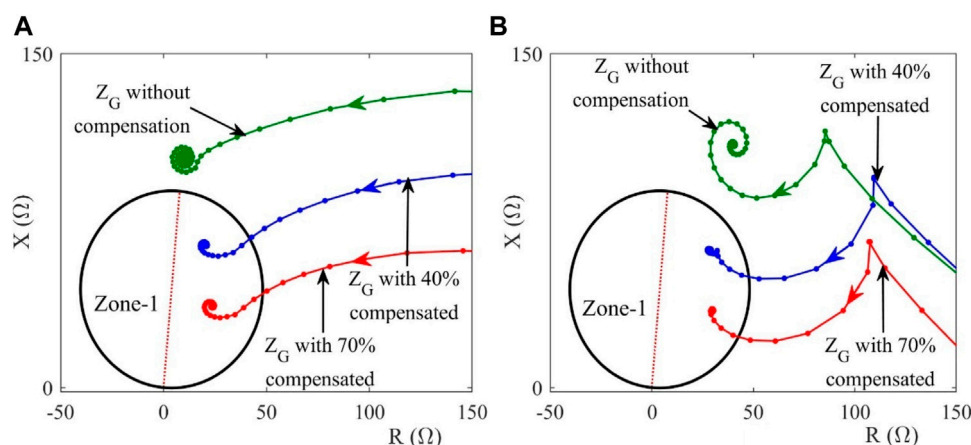 A
150
X (Ω)
0
Z_G without
compensation
Zone-1
Z_G with 40%
compensated
Z_G with 70%
compensated
-50
0
50
100
150
R (Ω)
B
150
X (Ω)
0
Z_G without
compensation
Z_G with 40%
compensated
Zone-1
Z_G with 70%
compensated
-50
0
50
100
150
R (Ω)